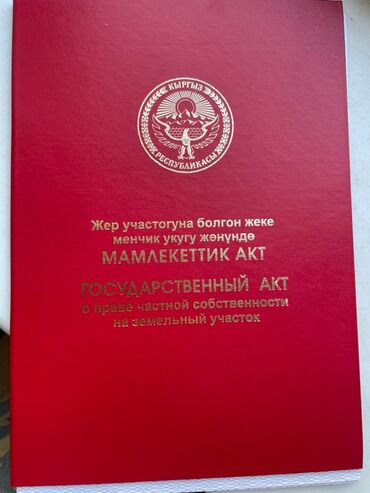 КЫРГЫЗ
РЕСПУБЛИКАСЫ
Жер участогуна болгон жеке
менчик укугу жөнүндө
МАМЛЕКЕТТИК АКТ
ГОСУДАРСТВЕННЫЙ АКТ
о праве частной собственности
на земельный участок